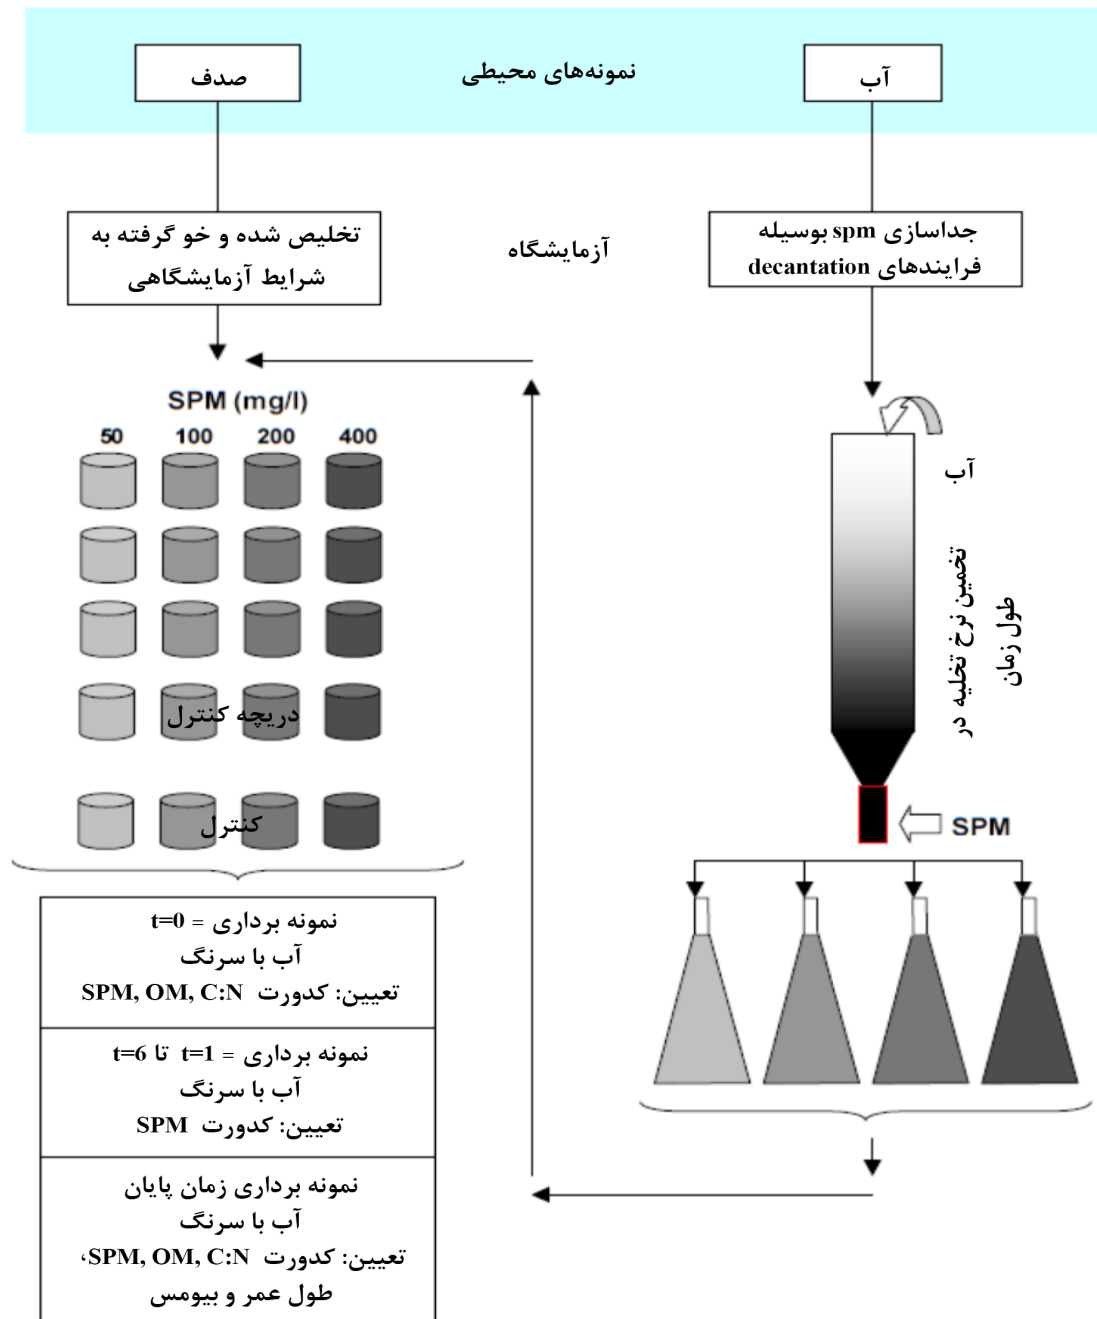 نمونه‌های محیطی
آب
صدف
آزمایشگاه
جداسازی spm بوسیله
فرایندهای decantation
تخلیص شده و خو گرفته به
شرایط آزمایشگاهی
SPM (mg/l)
50 100 200 400
دریچه کنترل
کنترل
آب
تخمین نرخ تخلیه در
طول زمان
SPM
نمونه برداری = t=0
آب با سرنگ
تعیین: کدورت SPM, OM, C:N
نمونه برداری = t=1 تا t=6
آب با سرنگ
تعیین: کدورت SPM
نمونه برداری زمان پایان
آب با سرنگ
تعیین: کدورت SPM, OM, C:N،
طول عمر و بیومس